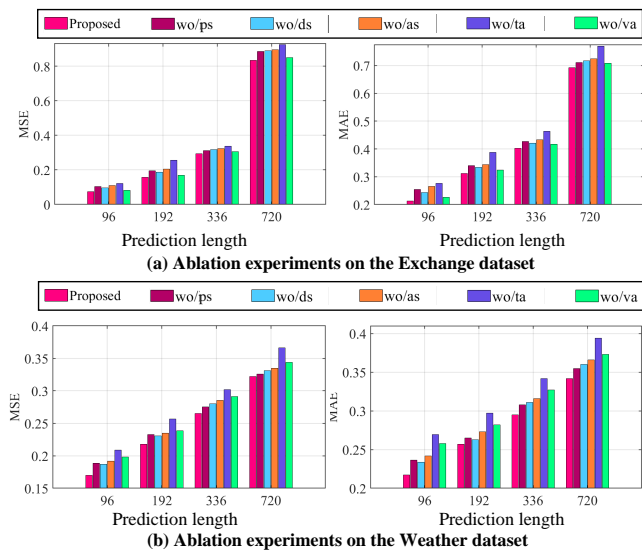 Proposed wo/ps wo/ds wo/as wo/ta wo/va
0.8
0.6
0.4
0.2
0
MSE
96 192 336 720
Prediction length
0.7
0.6
0.5
0.4
0.3
0.2
MAE
96 192 336 720
Prediction length
(a) Ablation experiments on the Exchange dataset
Proposed wo/ps wo/ds wo/as wo/ta wo/va
0.4
0.35
0.3
0.25
0.2
0.15
MSE
96 192 336 720
Prediction length
0.4
0.35
0.3
0.25
0.2
MAE
96 192 336 720
Prediction length
(b) Ablation experiments on the Weather dataset